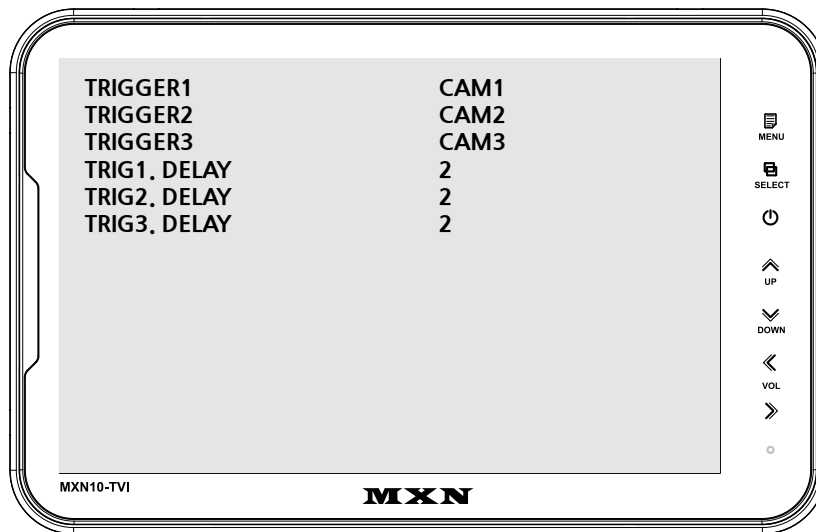 TRIGGER1 CAM1
TRIGGER2 CAM2
TRIGGER3 CAM3
TRIG1. DELAY 2
TRIG2. DELAY 2
TRIG3. DELAY 2
MENU
SELECT
UP
DOWN
VOL
MXN10-TVI
MXN